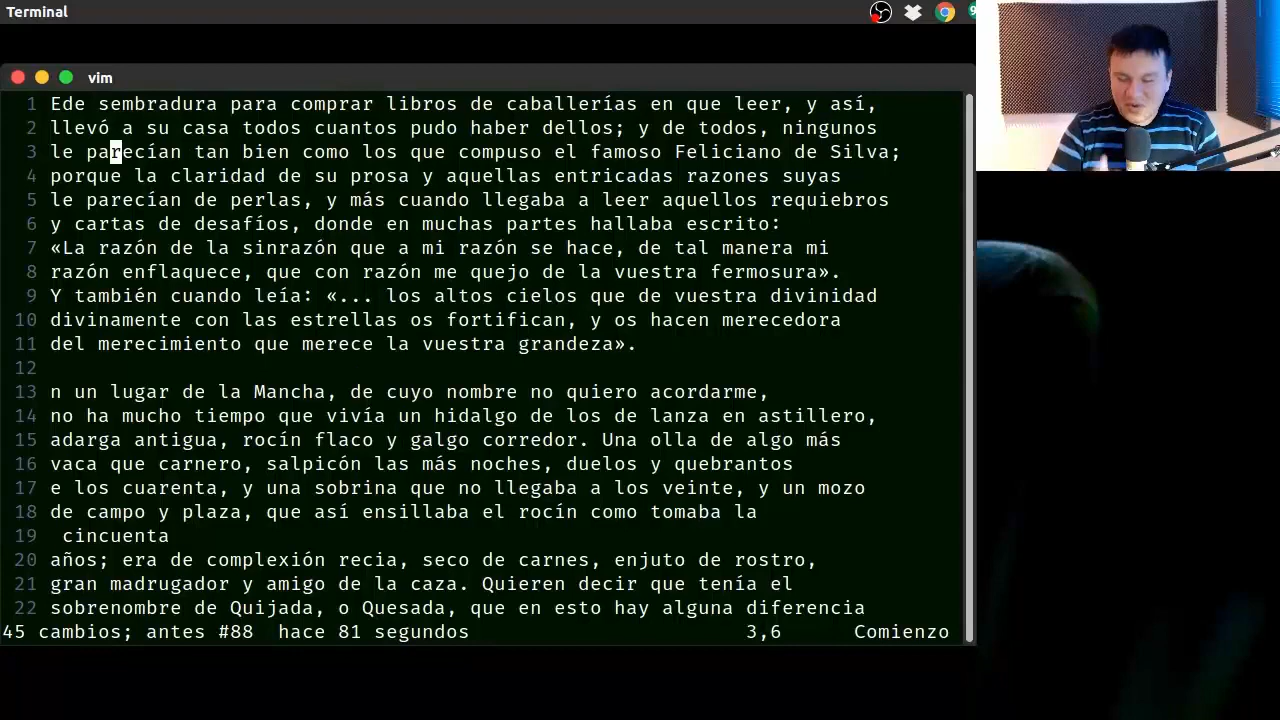 Terminal
vim
1 Ede sembradura para comprar libros de caballerías en que leer, y así,
2 llevó a su casa todos cuantos pudo haber dellos; y de todos, ningunos
3 le parecían tan bien como los que compuso el famoso Feliciano de Silva;
4 porque la claridad de su prosa y aquellas entricadas razones suyas
5 le parecían de perlas, y más cuando llegaba a leer aquellos requiebros
6 y cartas de desafíos, donde en muchas partes hallaba escrito:
7 «La razón de la sinrazón que a mi razón se hace, de tal manera mi
8 razón enflaquece, que con razón me quejo de la vuestra fermosura».
9 Y también cuando leía: «... los altos cielos que de vuestra divinidad
10 divinamente con las estrellas os fortifican, y os hacen merecedora
11 del merecimiento que merece la vuestra grandeza».
12
13 n un lugar de la Mancha, de cuyo nombre no quiero acordarme,
14 no ha mucho tiempo que vivía un hidalgo de los de lanza en astillero,
15 adarga antigua, rocín flaco y galgo corredor. Una olla de algo más
16 vaca que carnero, salpicón las más noches, duelos y quebrantos
17 e los cuarenta, y una sobrina que no llegaba a los veinte, y un mozo
18 de campo y plaza, que así ensillaba el rocín como tomaba la
19 cincuenta
20 años; era de complexión recia, seco de carnes, enjuto de rostro,
21 gran madrugador y amigo de la caza. Quieren decir que tenía el
22 sobrenombre de Quijada, o Quesada, que en esto hay alguna diferencia
45 cambios; antes #88 hace 81 segundos 3,6 Comienzo